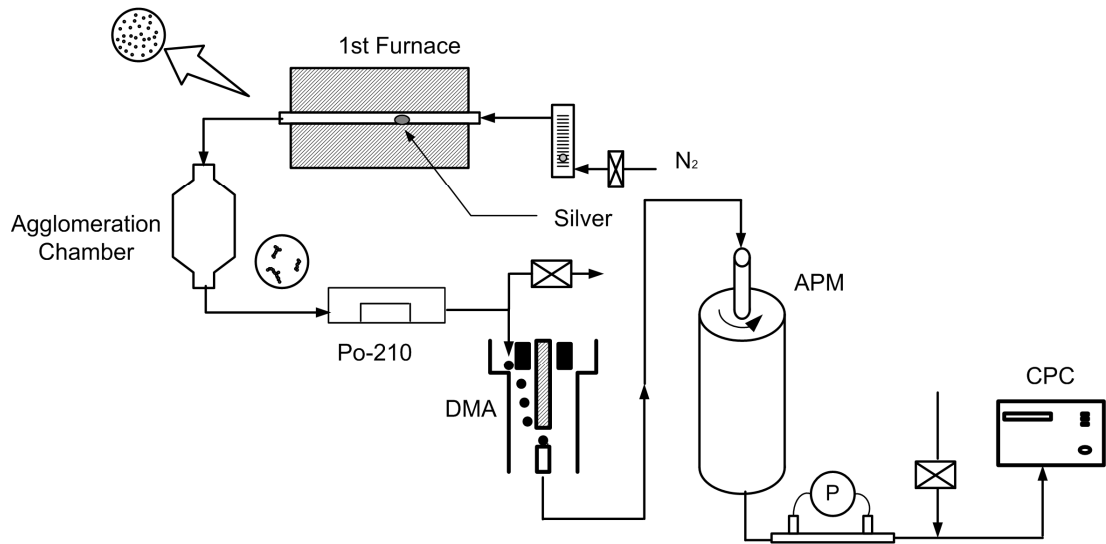 1st Furnace
N₂
Silver
Agglomeration
Chamber
APM
Po-210
CPC
DMA
P